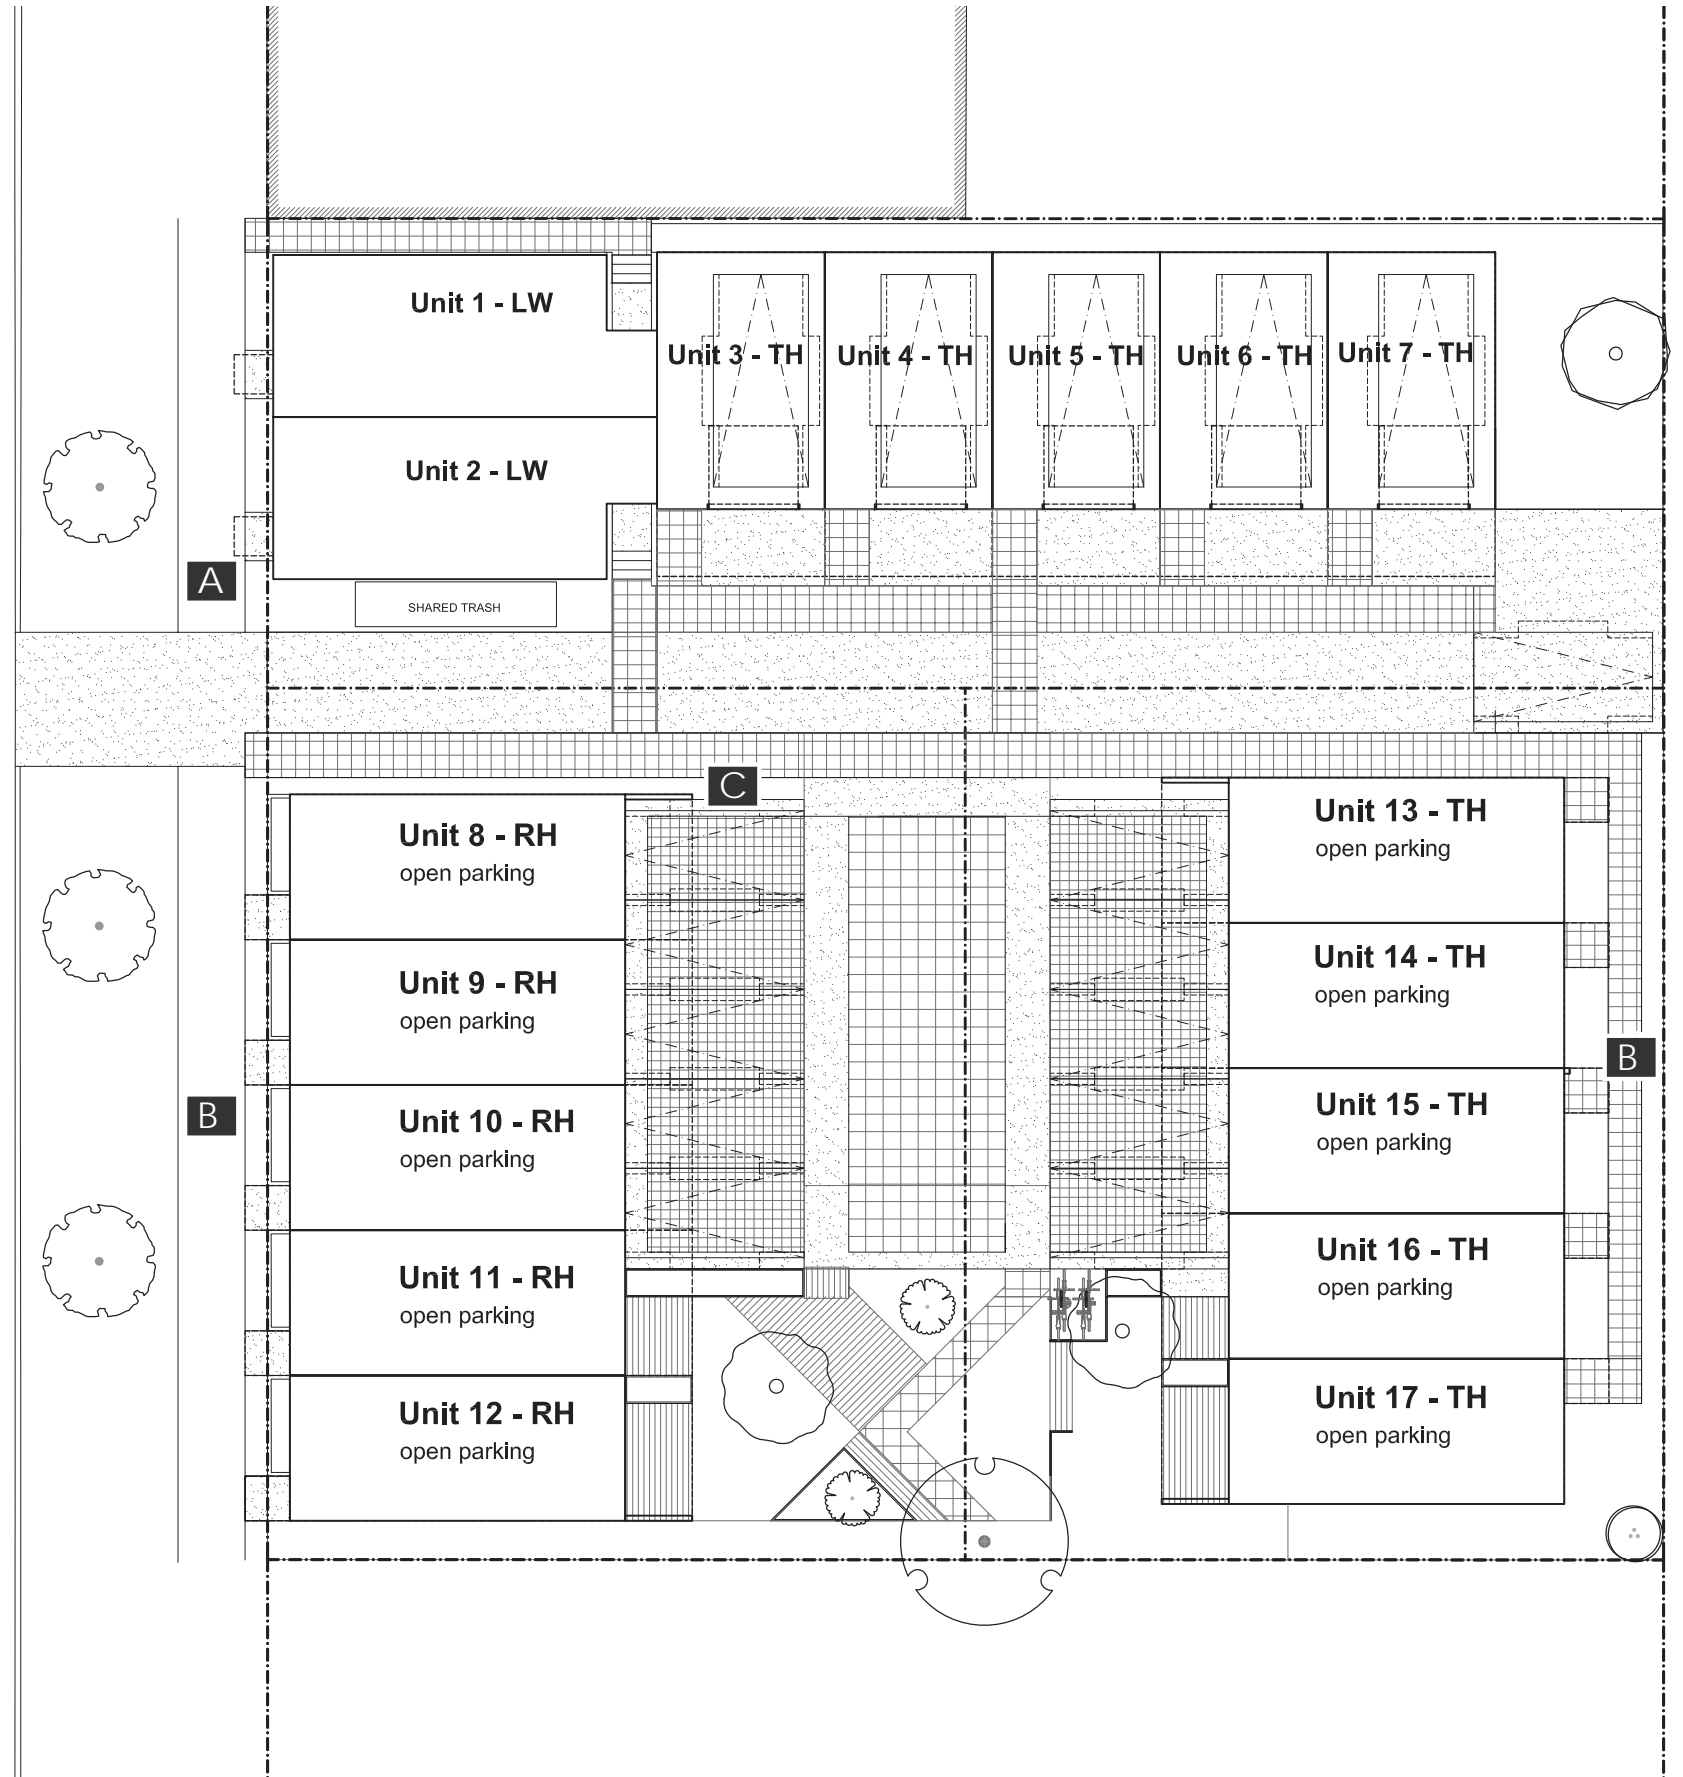 Unit 1 - LW
Unit 3 - TH
Unit 4 - TH
Unit 5 - TH
Unit 6 - TH
Unit 7 - TH
Unit 2 - LW
A
SHARED TRASH
C
Unit 8 - RH
open parking
Unit 13 - TH
open parking
Unit 9 - RH
open parking
Unit 14 - TH
open parking
B
B
Unit 10 - RH
open parking
Unit 15 - TH
open parking
Unit 11 - RH
open parking
Unit 16 - TH
open parking
Unit 12 - RH
open parking
Unit 17 - TH
open parking